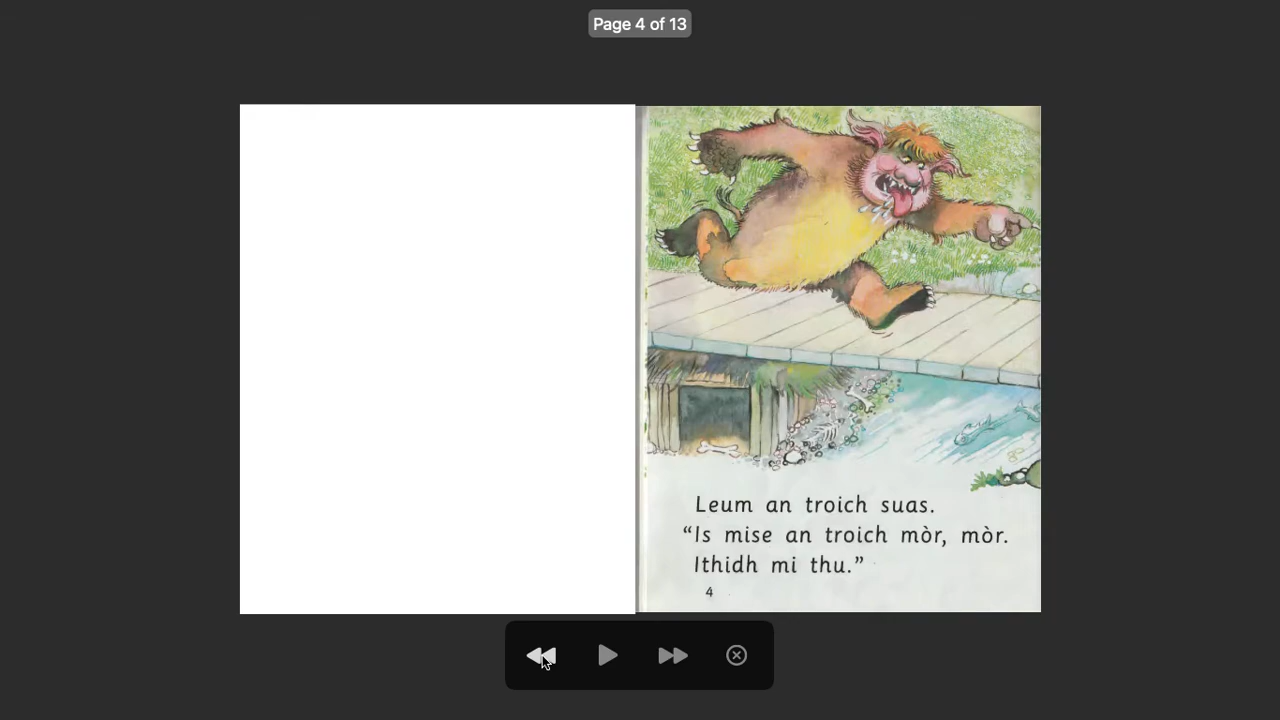 Page 4 of 13
Leum an troich suas.
“Is mise an troich mòr, mòr.
Ithidh mi thu.”
4